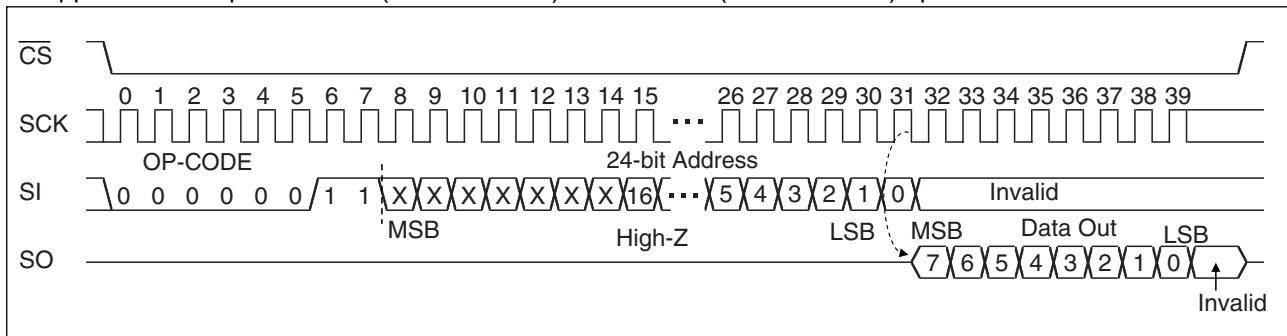 CS
0 1 2 3 4 5 6 7 8 9 10 11 12 13 14 15 26 27 28 29 30 31 32 33 34 35 36 37 38 39
SCK
OP-CODE 24-bit Address
SI 0 0 0 0 0 0 1 1 X X X X X X X 16 5 4 3 2 1 0 Invalid
MSB High-Z LSB MSB Data Out LSB
SO 7 6 5 4 3 2 1 0
Invalid